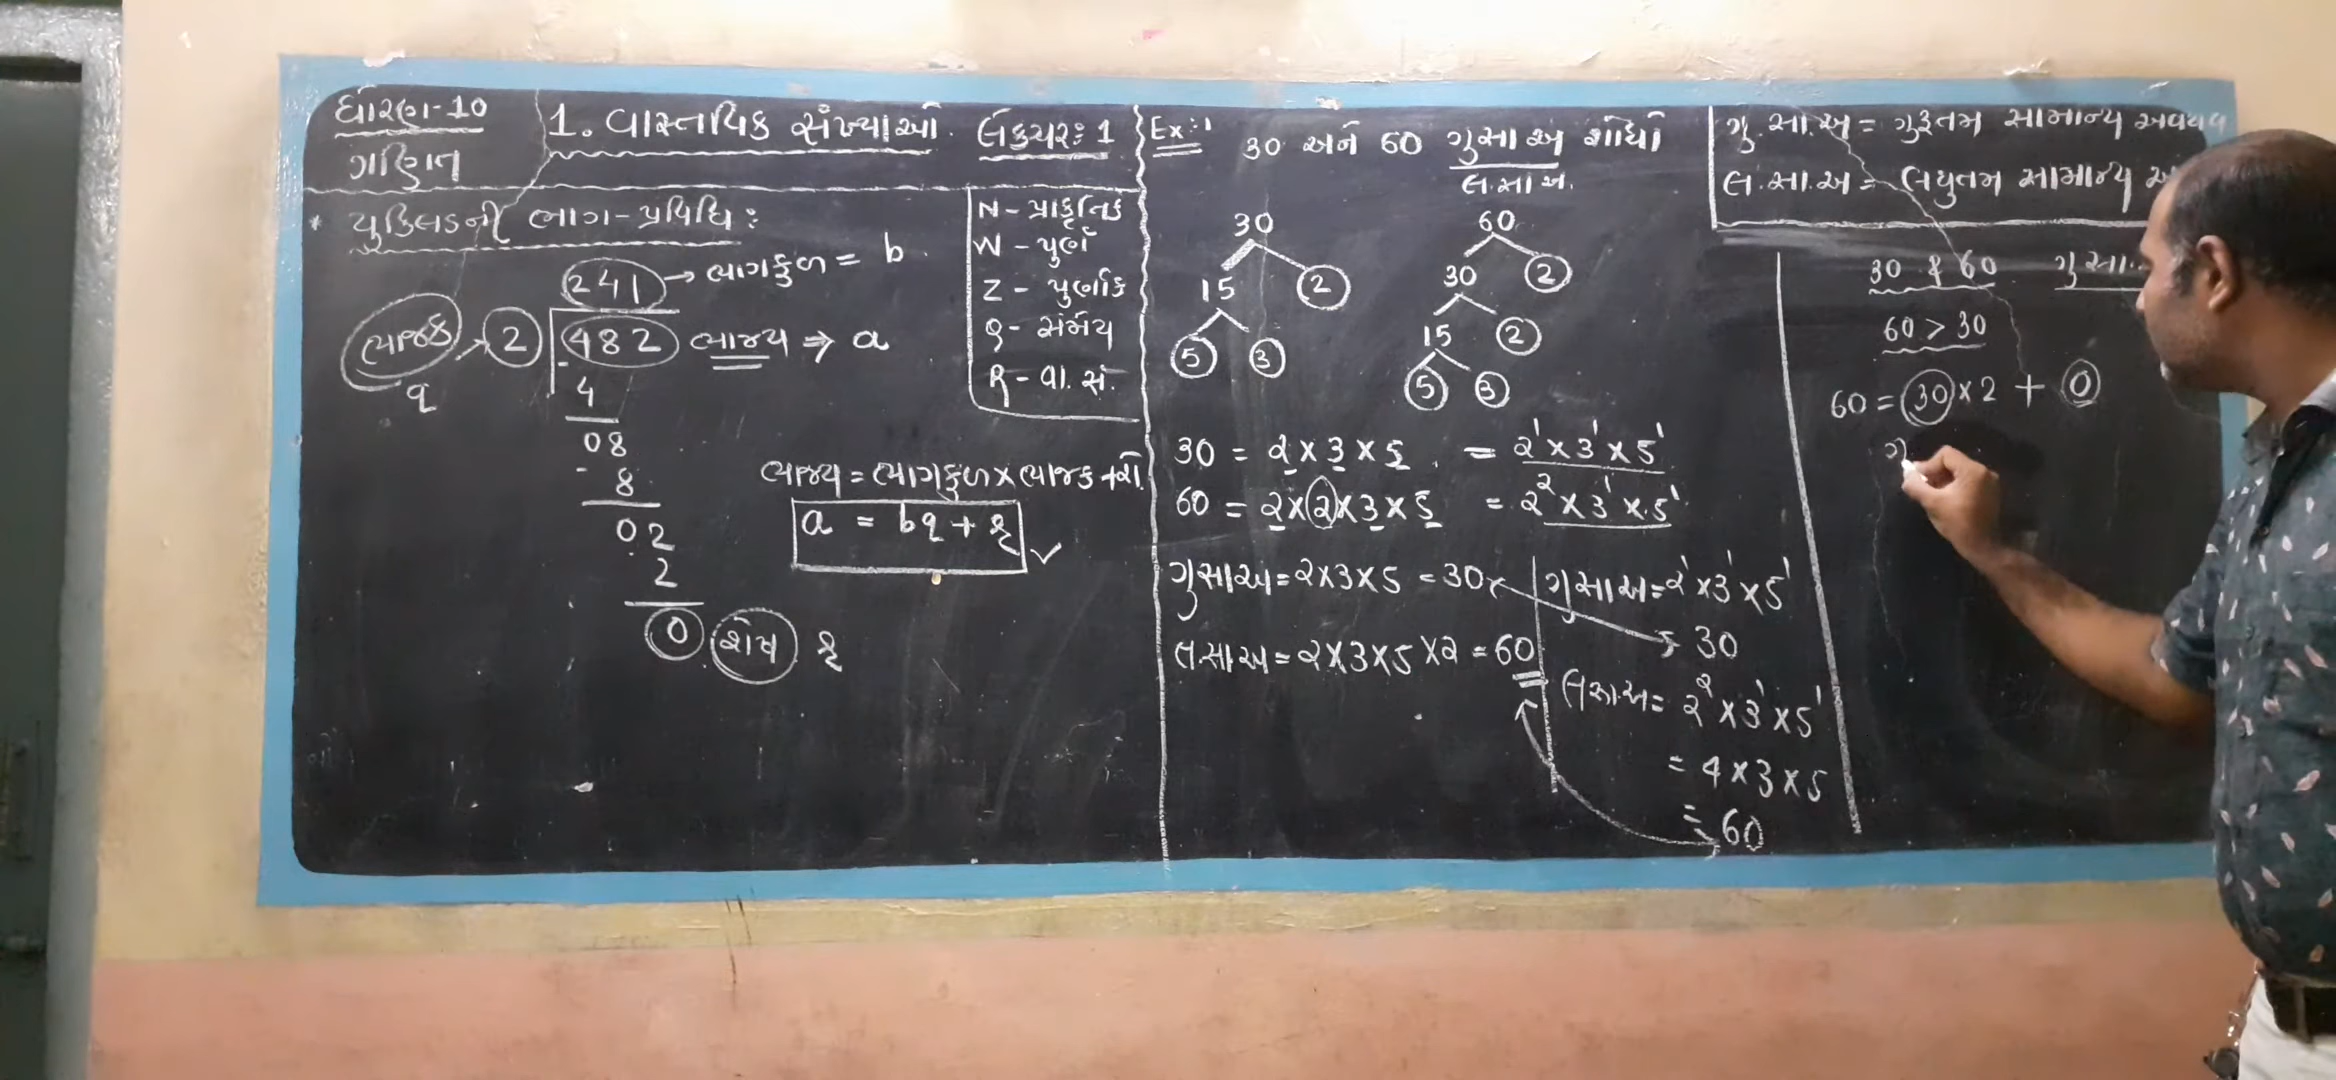 ધોરણ-10
ગણિત
1. વાસ્તવિક સંખ્યાઓ. લેકચર: 1
* યુકિલડની ભાગ-પ્રવિધિ:
241 → ભાગફળ = b
ભાજક → 2 482 ભાજ્ય ⇒ a
q
- 4
08
- 8
02
2
0 શેષ r
N - પ્રાકૃતિક
W - પુર્ણ
Z - પુર્ણાંક
Q - સંમેય
R - વા. સં.
ભાજ્ય = ભાગફળ × ભાજક + શે
a = bq + r ✓
Ex:-1 30 અને 60 ગુસાઅ શોધો
લ.સા.અ.
30
15 2
5 3
60
30 2
15 2
5 3
30 = 2 × 3 × 5 = 2¹ × 3¹ × 5¹
60 = 2 × 2 × 3 × 5 = 2² × 3¹ × 5¹
ગુસાઅ = 2×3×5 = 30
લ.સાઅ = 2×3×5×2 = 60
ગુસાઅ = 2¹×3¹×5¹
30
લસાઅ = 2²×3¹×5¹
= 4×3×5
= 60
ગુ.સા.અ = ગુરૂતમ સામાન્ય અવયવ
લ.સા.અ = લઘુતમ સામાન્ય અ
30 & 60 ગુસા.
60 > 30
60 = 30 × 2 + 0
ગુ